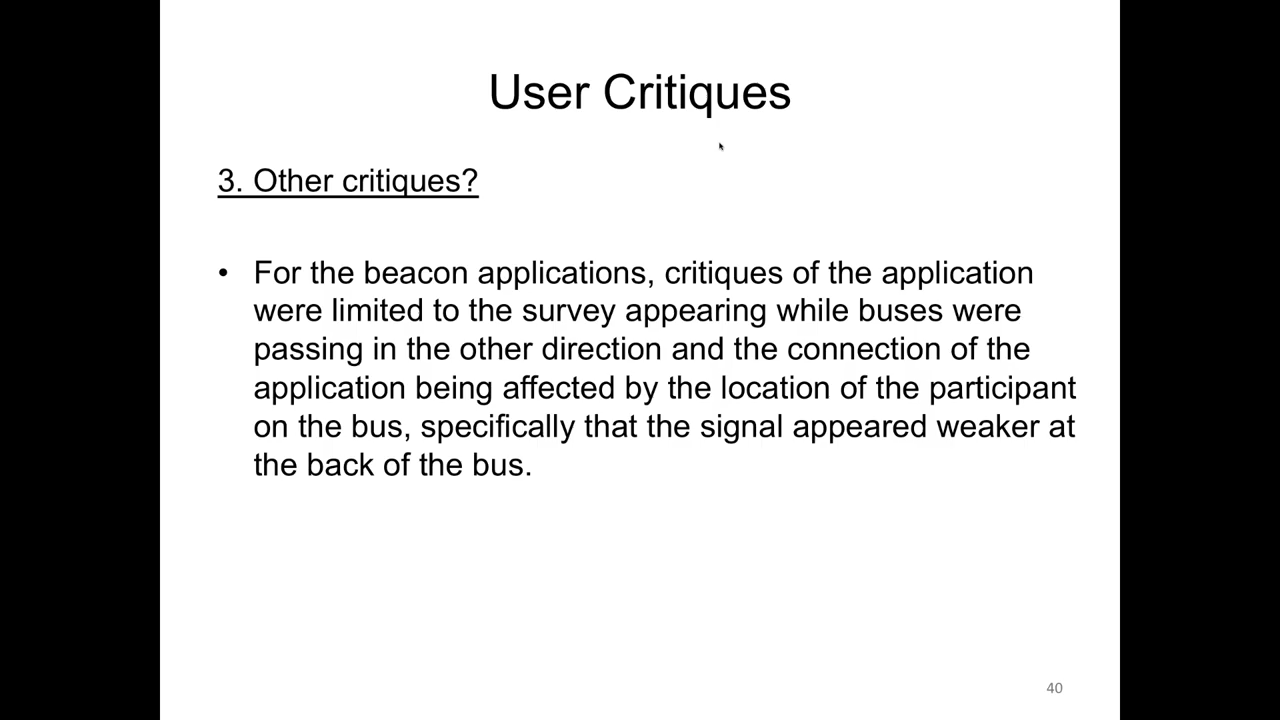 User Critiques
3. Other critiques?
• For the beacon applications, critiques of the application
were limited to the survey appearing while buses were
passing in the other direction and the connection of the
application being affected by the location of the participant
on the bus, specifically that the signal appeared weaker at
the back of the bus.
40